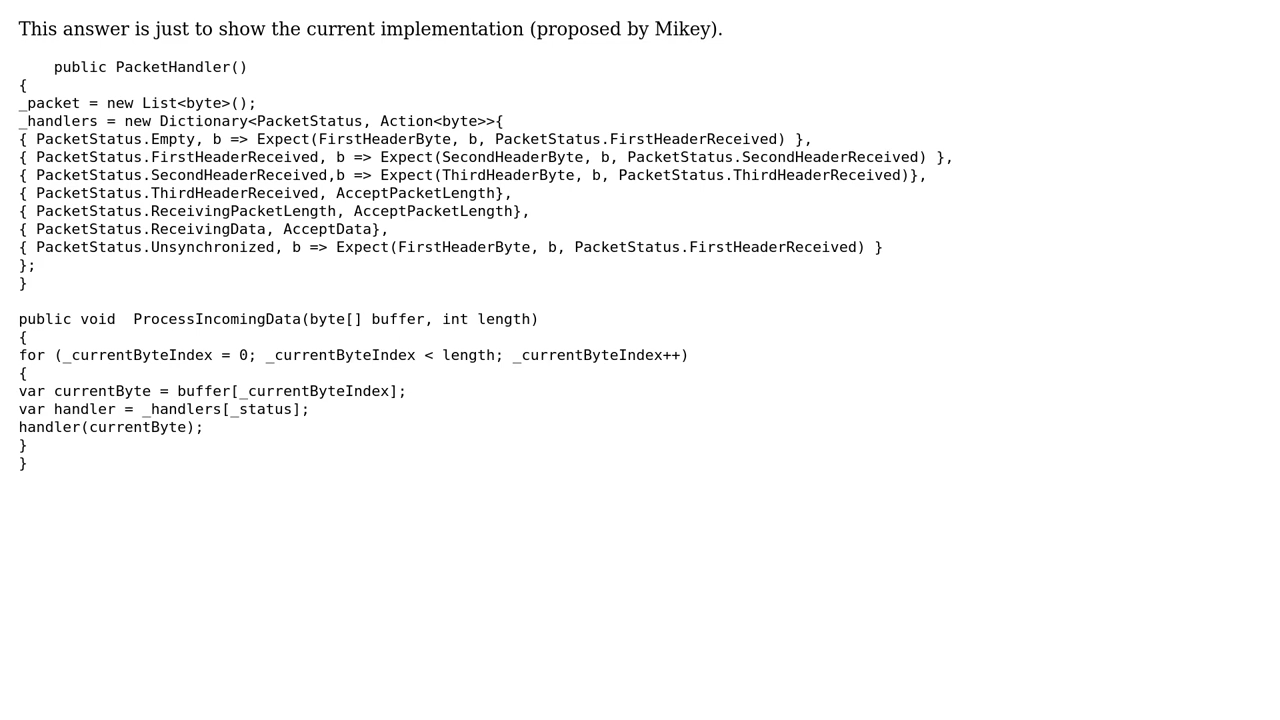 This answer is just to show the current implementation (proposed by Mikey).
    public PacketHandler()
{
_packet = new List<byte>();
_handlers = new Dictionary<PacketStatus, Action<byte>>{
{ PacketStatus.Empty, b => Expect(FirstHeaderByte, b, PacketStatus.FirstHeaderReceived) },
{ PacketStatus.FirstHeaderReceived, b => Expect(SecondHeaderByte, b, PacketStatus.SecondHeaderReceived) },
{ PacketStatus.SecondHeaderReceived,b => Expect(ThirdHeaderByte, b, PacketStatus.ThirdHeaderReceived)},
{ PacketStatus.ThirdHeaderReceived, AcceptPacketLength},
{ PacketStatus.ReceivingPacketLength, AcceptPacketLength},
{ PacketStatus.ReceivingData, AcceptData},
{ PacketStatus.Unsynchronized, b => Expect(FirstHeaderByte, b, PacketStatus.FirstHeaderReceived) }
};
}

public void  ProcessIncomingData(byte[] buffer, int length)
{
for (_currentByteIndex = 0; _currentByteIndex < length; _currentByteIndex++)
{
var currentByte = buffer[_currentByteIndex];
var handler = _handlers[_status];
handler(currentByte);
}
}